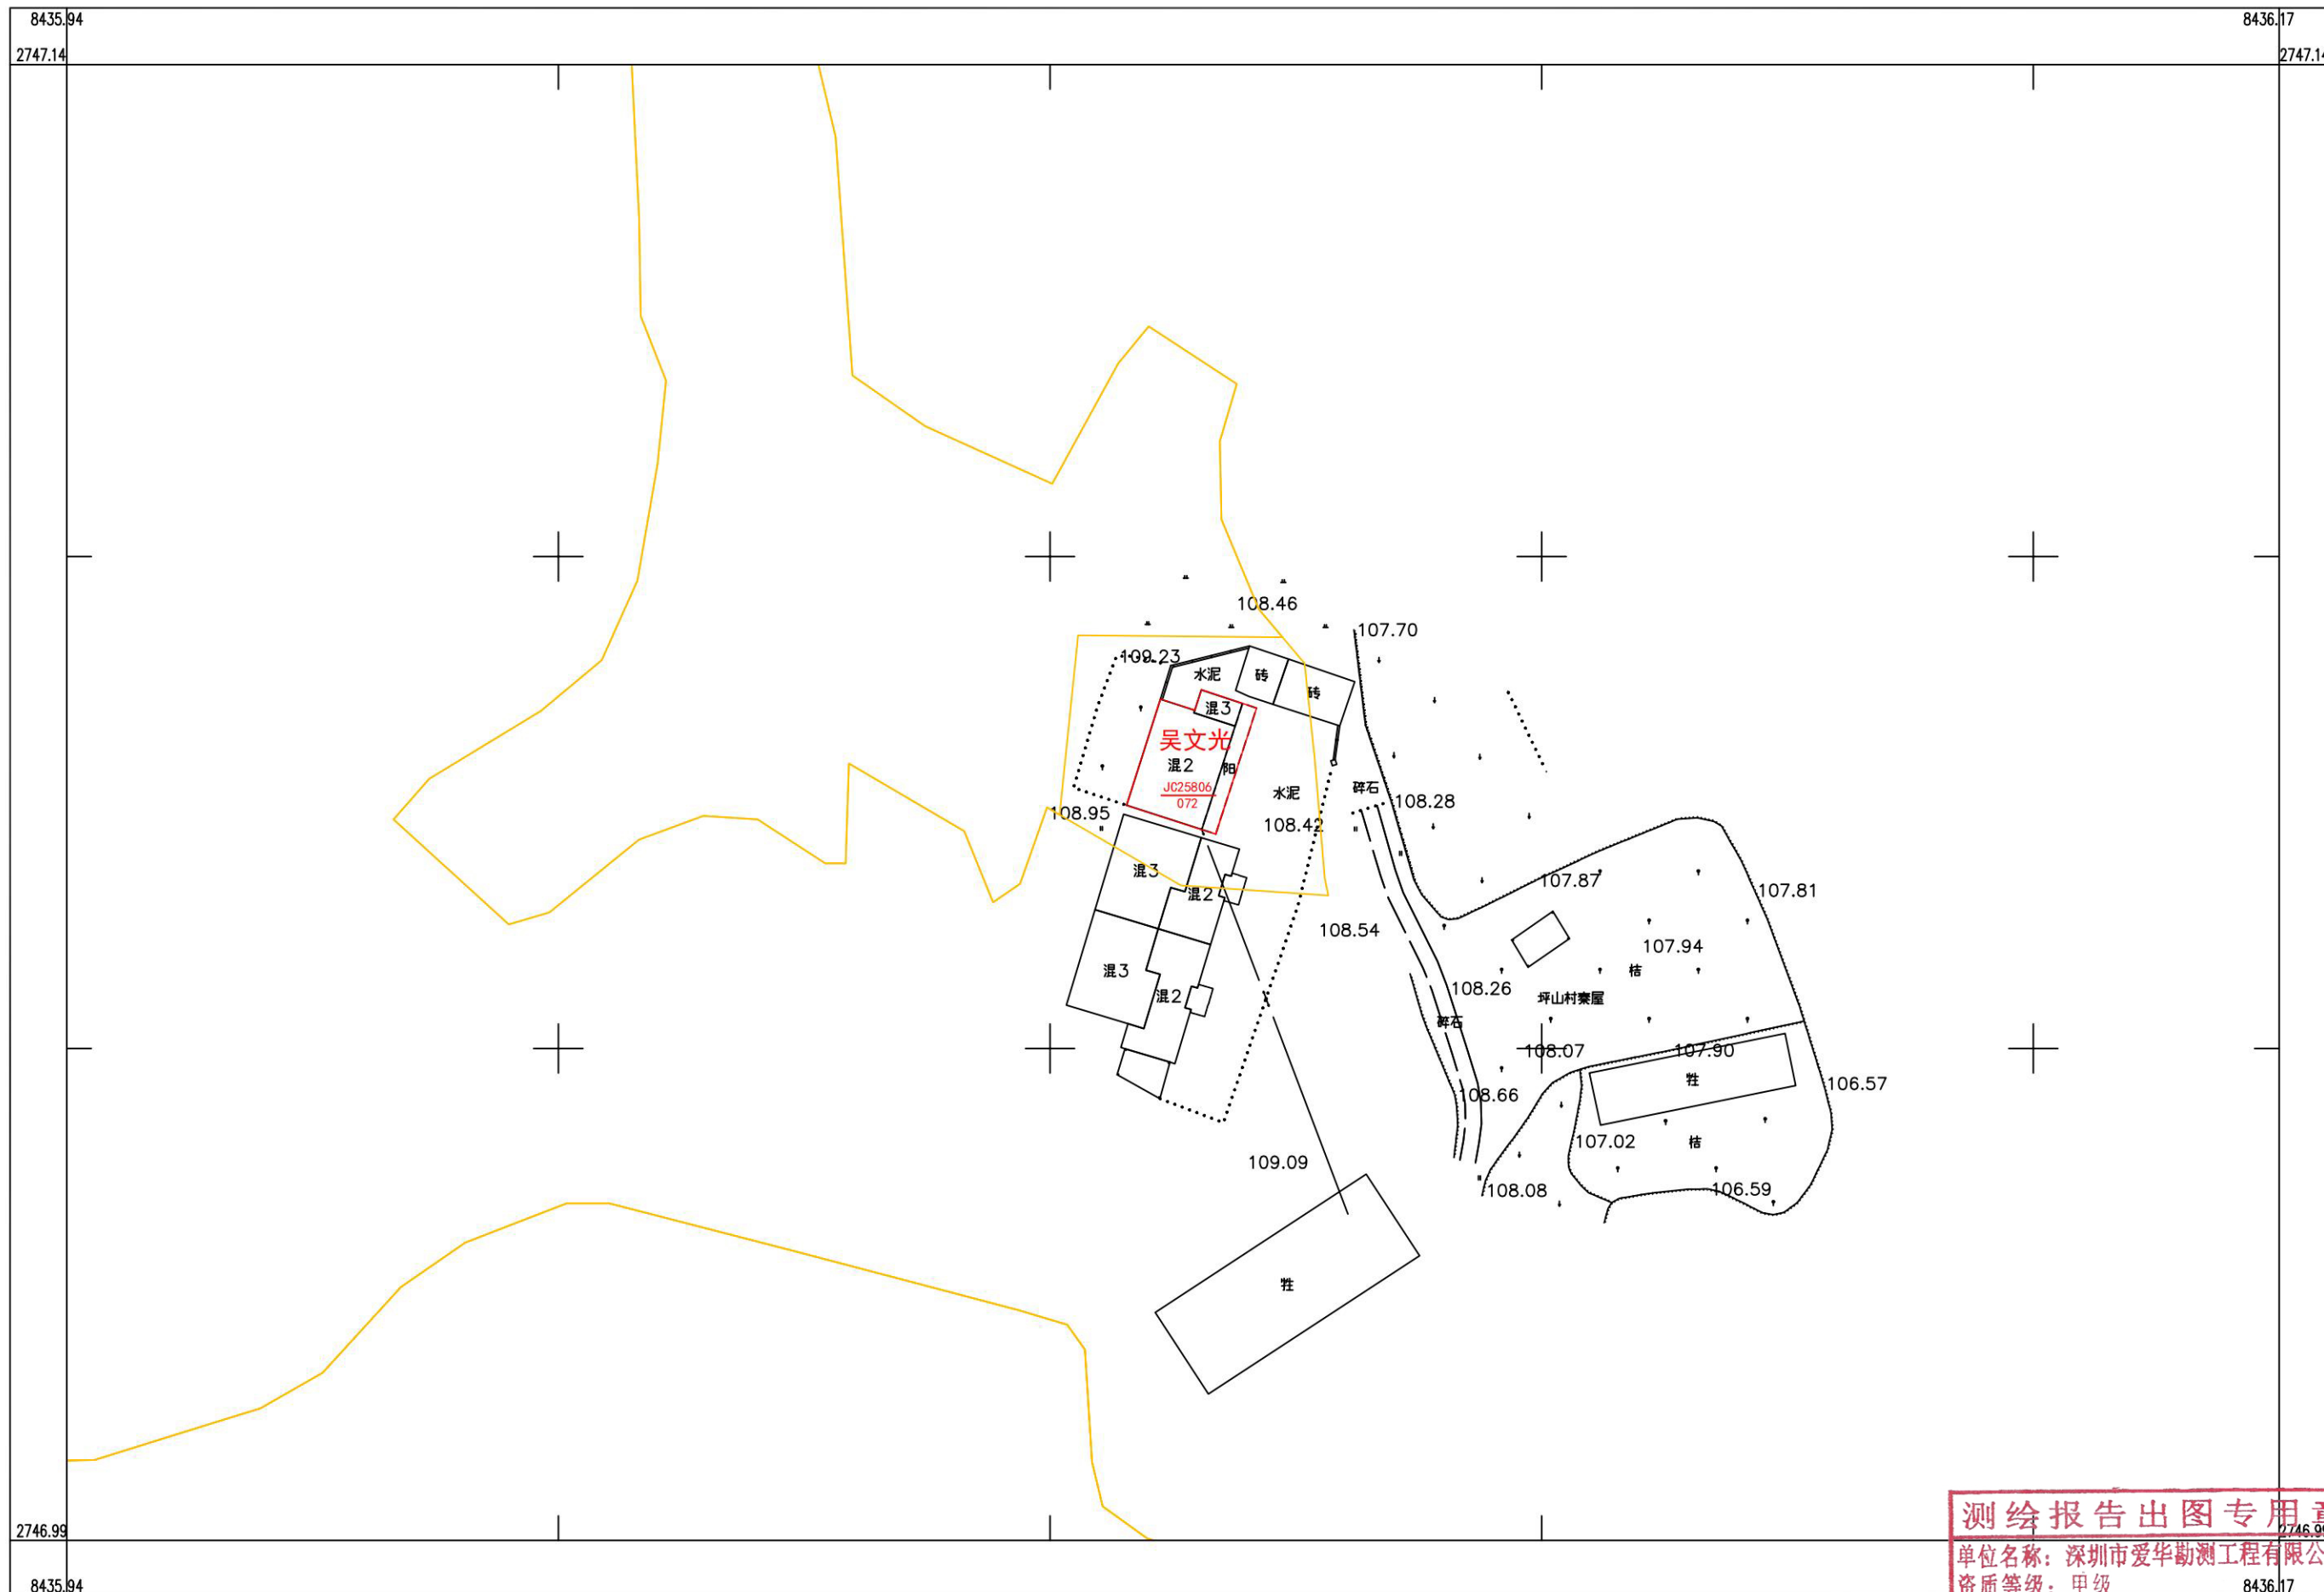 8435.94
8436.17
2747.14
2747.14
108.46
107.70
109.23
水泥
砖
砖
混3
吴文光
混2
阳
JC25806
072
水泥
碎石
108.28
108.95
108.42
混3
107.87
107.81
混2
108.54
107.94
混3
桔
108.26
坪山村寨屋
混2
碎石
108.07
107.90
牲
106.57
108.66
107.02
桔
109.09
108.08
106.59
牲
测绘报告出图专用章
2746.99
2746.99
单位名称：深圳市爱华勘测工程有限公
资质等级：甲级
8435.94
8436.17